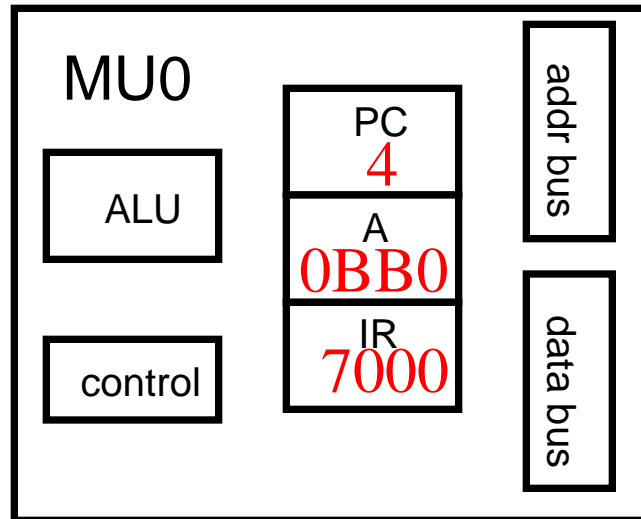 MU0
ALU
control
PC
4
A
0BB0
IR
7000
addr bus
data bus